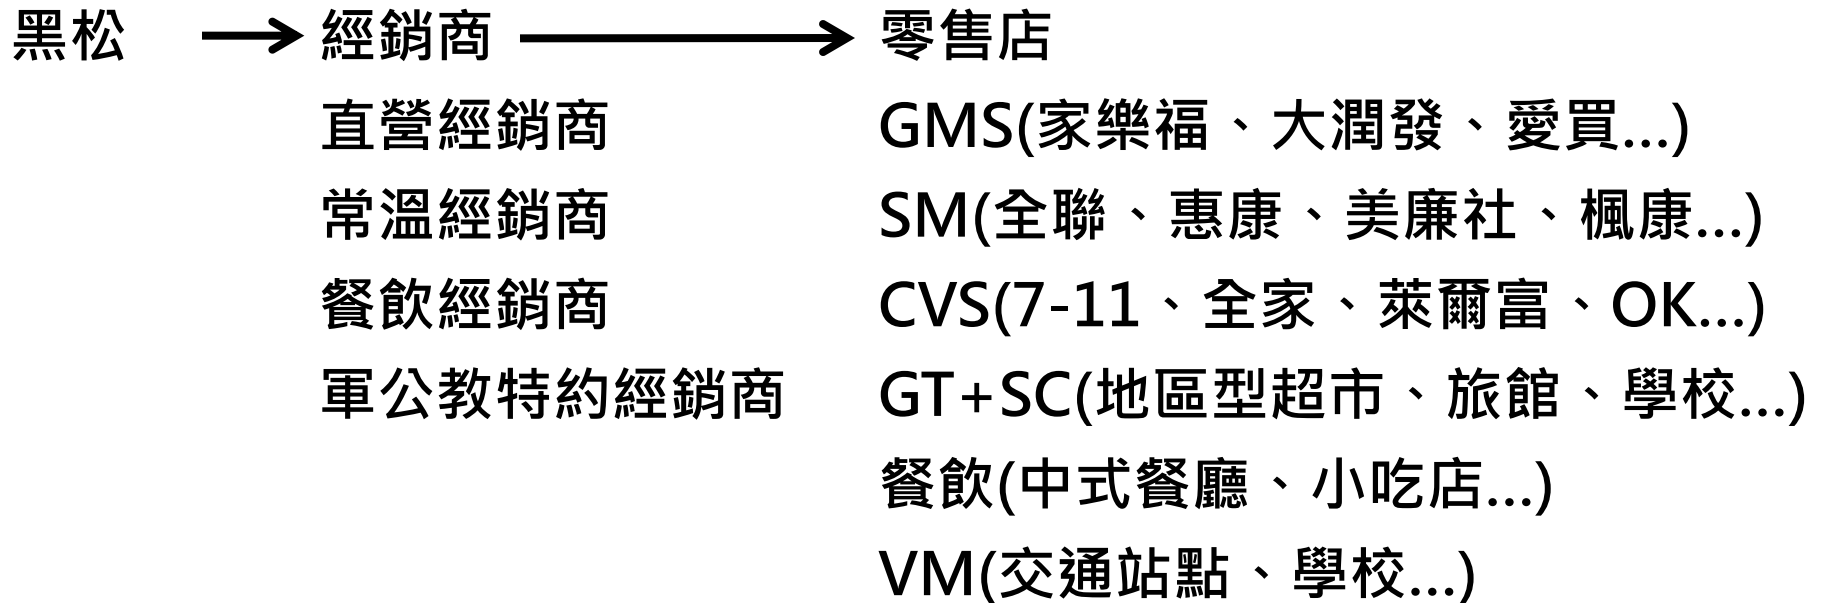 黑松 經銷商 零售店
直營經銷商 GMS(家樂福、大潤發、愛買...)
常溫經銷商 SM(全聯、惠康、美廉社、楓康...)
餐飲經銷商 CVS(7-11、全家、萊爾富、OK...)
軍公教特約經銷商 GT+SC(地區型超市、旅館、學校...)
餐飲(中式餐廳、小吃店...)
VM(交通站點、學校...)